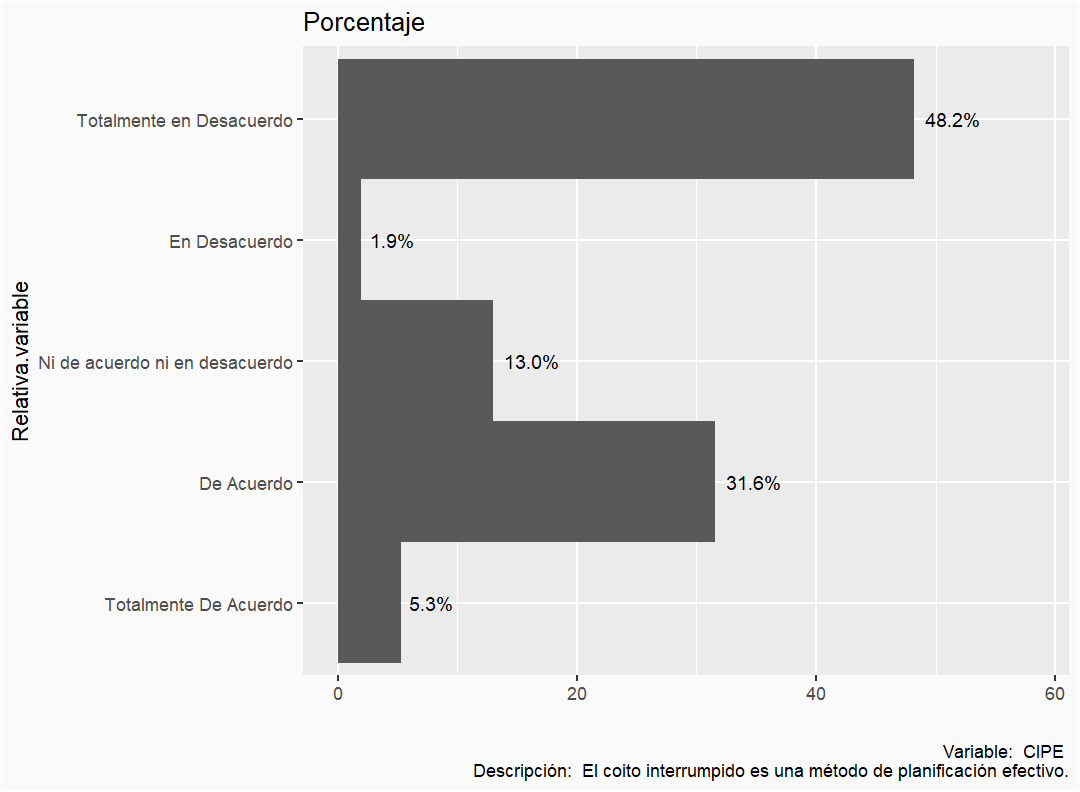 Porcentaje
Totalmente en Desacuerdo
48.2%
En Desacuerdo
1.9%
Ni de acuerdo ni en desacuerdo
13.0%
De Acuerdo
31.6%
Totalmente De Acuerdo
5.3%
Relativa.variable
0
20
40
60
Variable: CIPE
Descripción: El coito interrumpido es una método de planificación efectivo.